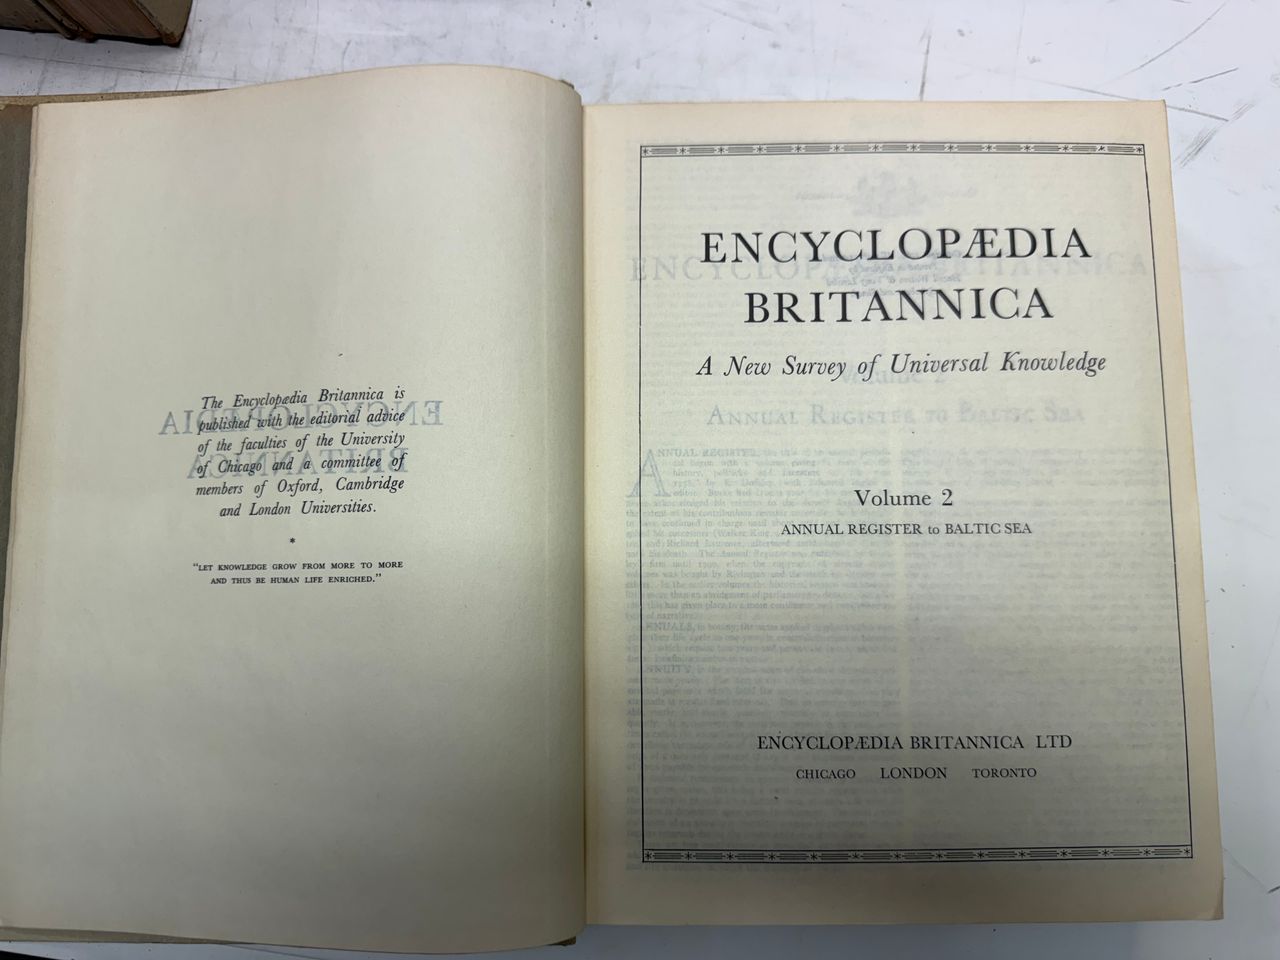 The Encyclopædia Britannica is
published with the editorial advice
of the faculties of the University
of Chicago and a committee of
members of Oxford, Cambridge
and London Universities.
*
"LET KNOWLEDGE GROW FROM MORE TO MORE
AND THUS BE HUMAN LIFE ENRICHED."
ENCYCLOPÆDIA
BRITANNICA
A New Survey of Universal Knowledge
Volume 2
ANNUAL REGISTER to BALTIC SEA
ENCYCLOPÆDIA BRITANNICA LTD
CHICAGO LONDON TORONTO